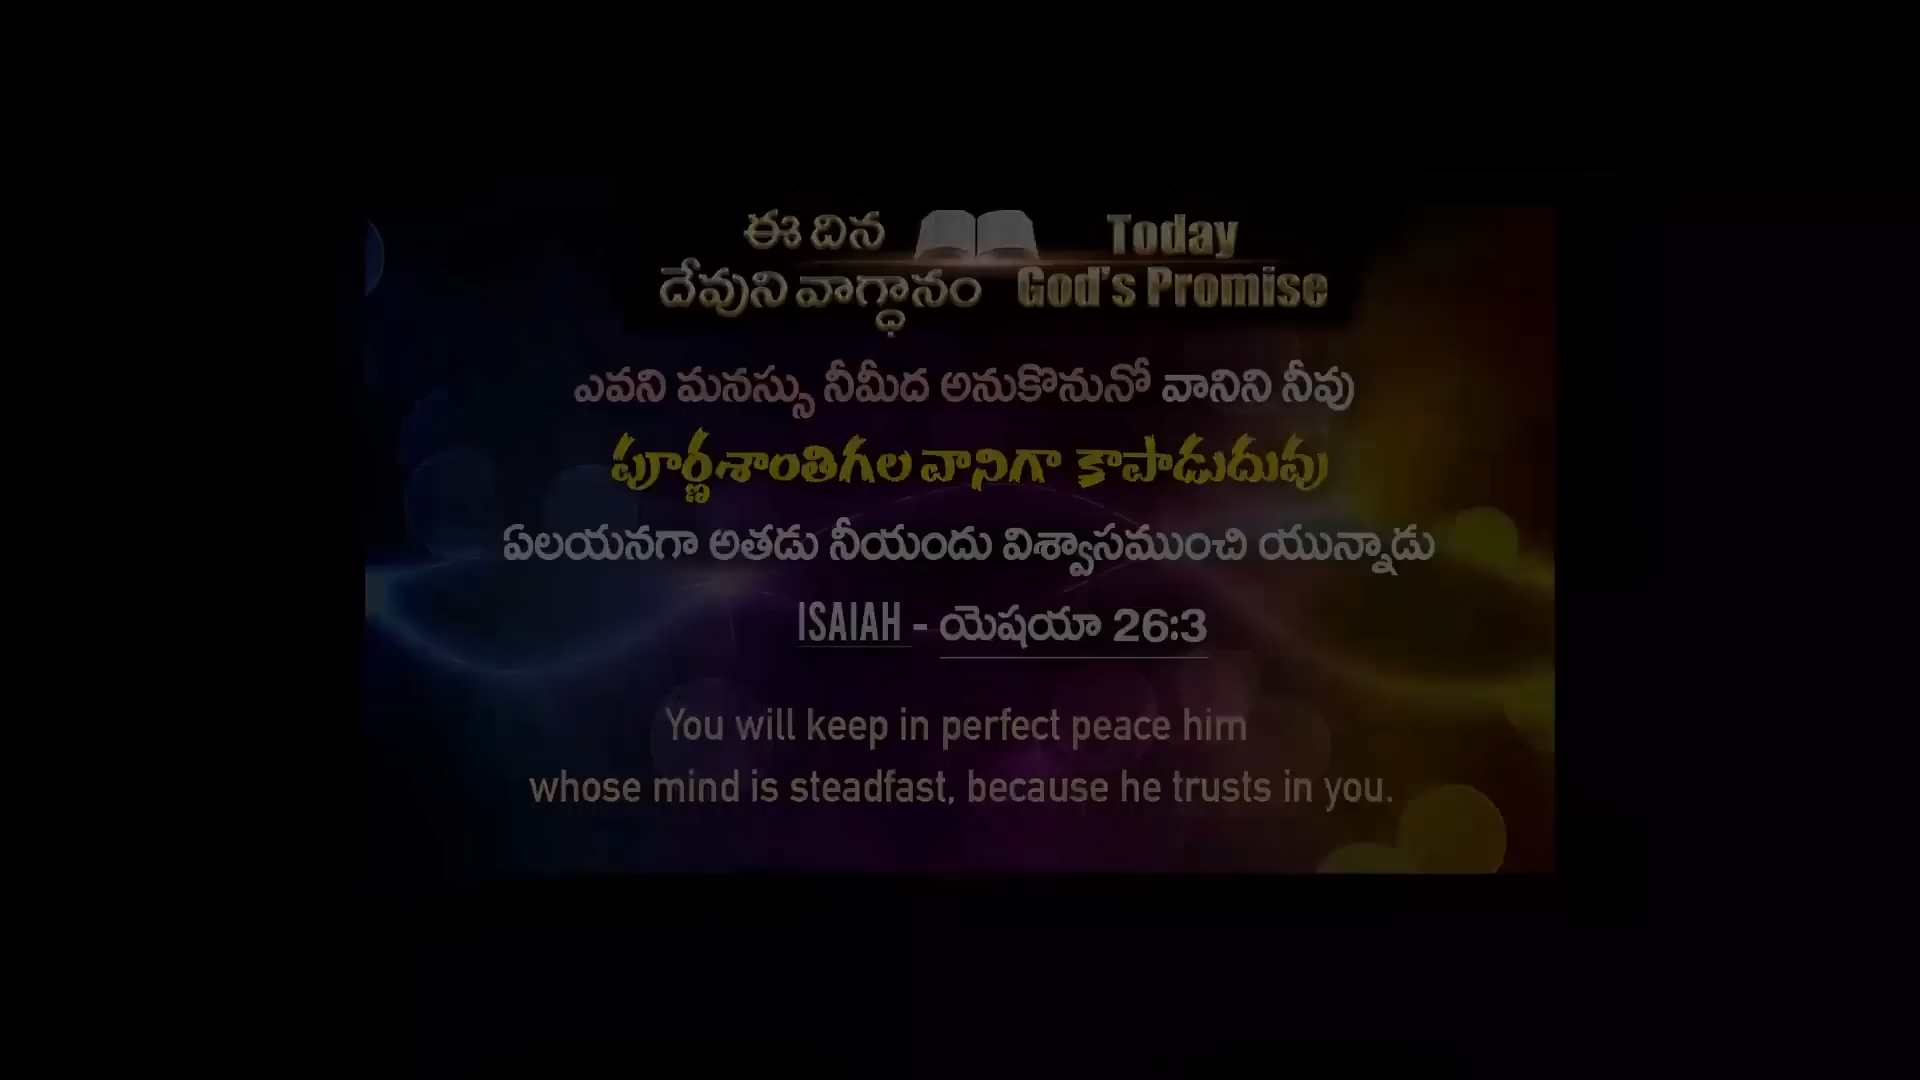 ఈ దిన
దేవుని వాగ్ధానం
Today
God's Promise
ఎవని మనస్సు నీమీద అనుకొనునో వానిని నీవు
పూర్ణశాంతిగల వానిగా కాపాడుదువు
ఏలయనగా అతడు నీయందు విశ్వాసముంచి యున్నాడు
ISAIAH - యెషయా 26:3
You will keep in perfect peace him
whose mind is steadfast, because he trusts in you.